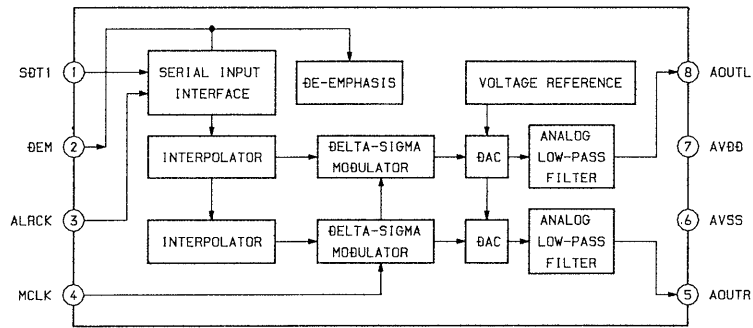 SDTI
1
DEM
2
ALRCK
3
MCLK
4
SERIAL INPUT
INTERFACE
DE-EMPHASIS
VOLTAGE REFERENCE
INTERPOLATOR
DELTA-SIGMA
MODULATOR
DAC
ANALOG
LOW-PASS
FILTER
INTERPOLATOR
DELTA-SIGMA
MODULATOR
DAC
ANALOG
LOW-PASS
FILTER
8
AOUTL
7
AVDD
6
AVSS
5
AOUTR